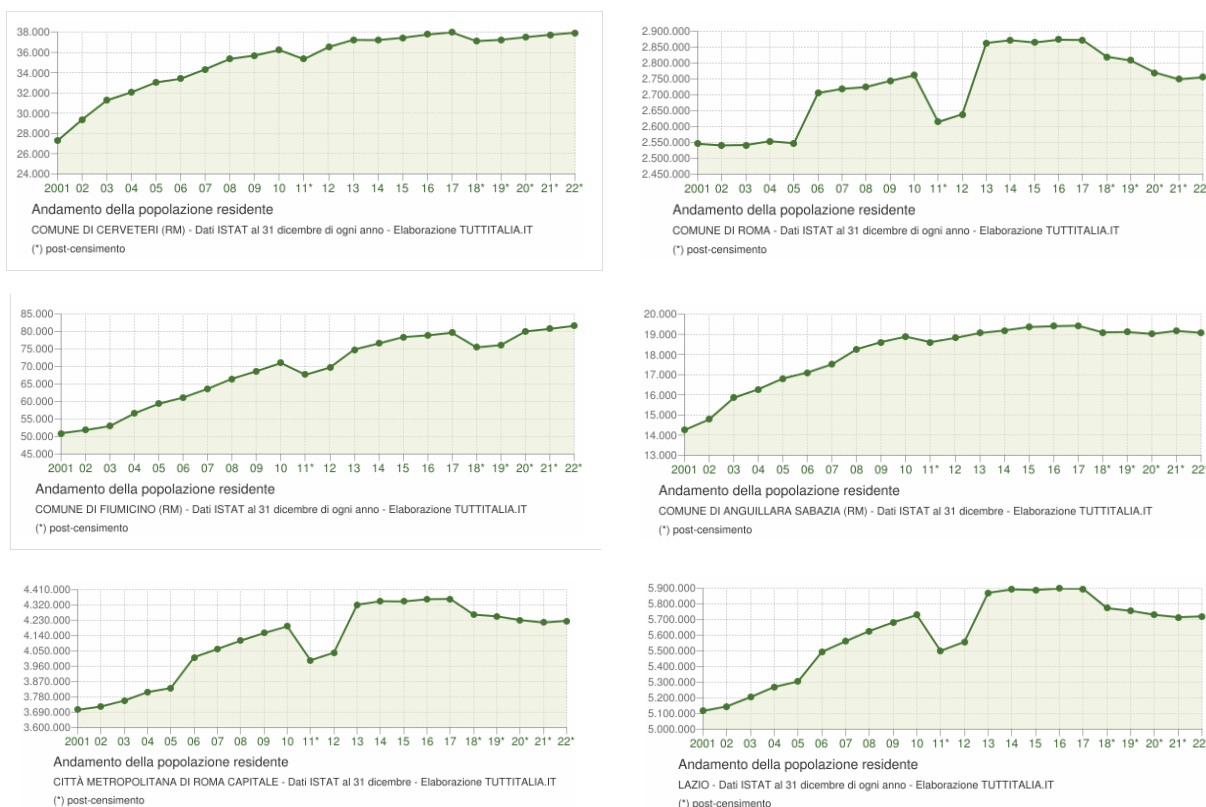 38.000
36.000
34.000
32.000
30.000
28.000
26.000
24.000
2001 02 03 04 05 06 07 08 09 10 11* 12 13 14 15 16 17 18* 19* 20* 21* 22*
Andamento della popolazione residente
COMUNE DI CERVETERI (RM) - Dati ISTAT al 31 dicembre di ogni anno - Elaborazione TUTTITALIA.IT
(*) post-censimento
2.900.000
2.850.000
2.800.000
2.750.000
2.700.000
2.650.000
2.600.000
2.550.000
2.500.000
2.450.000
2001 02 03 04 05 06 07 08 09 10 11* 12 13 14 15 16 17 18* 19* 20* 21* 22
Andamento della popolazione residente
COMUNE DI ROMA - Dati ISTAT al 31 dicembre di ogni anno - Elaborazione TUTTITALIA.IT
(*) post-censimento
85.000
80.000
75.000
70.000
65.000
60.000
55.000
50.000
45.000
2001 02 03 04 05 06 07 08 09 10 11* 12 13 14 15 16 17 18* 19* 20* 21* 22*
Andamento della popolazione residente
COMUNE DI FIUMICINO (RM) - Dati ISTAT al 31 dicembre di ogni anno - Elaborazione TUTTITALIA.IT
(*) post-censimento
20.000
19.000
18.000
17.000
16.000
15.000
14.000
13.000
2001 02 03 04 05 06 07 08 09 10 11* 12 13 14 15 16 17 18* 19* 20* 21* 22
Andamento della popolazione residente
COMUNE DI ANGUILLARA SABAZIA (RM) - Dati ISTAT al 31 dicembre - Elaborazione TUTTITALIA.IT
(*) post-censimento
4.410.000
4.320.000
4.230.000
4.140.000
4.050.000
3.960.000
3.870.000
3.780.000
3.690.000
3.600.000
2001 02 03 04 05 06 07 08 09 10 11* 12 13 14 15 16 17 18* 19* 20* 21* 22*
Andamento della popolazione residente
CITTÀ METROPOLITANA DI ROMA CAPITALE - Dati ISTAT al 31 dicembre - Elaborazione TUTTITALIA.IT
(*) post-censimento
5.900.000
5.800.000
5.700.000
5.600.000
5.500.000
5.400.000
5.300.000
5.200.000
5.100.000
5.000.000
2001 02 03 04 05 06 07 08 09 10 11* 12 13 14 15 16 17 18* 19* 20* 21* 22
Andamento della popolazione residente
LAZIO - Dati ISTAT al 31 dicembre di ogni anno - Elaborazione TUTTITALIA.IT
(*) post-censimento